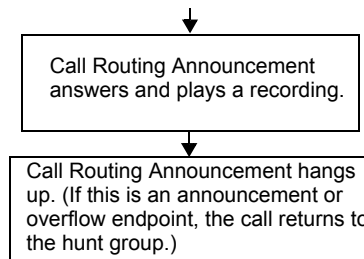 Call Routing Announcement
answers and plays a recording.
Call Routing Announcement hangs
up. (If this is an announcement or
overflow endpoint, the call returns to
the hunt group.)